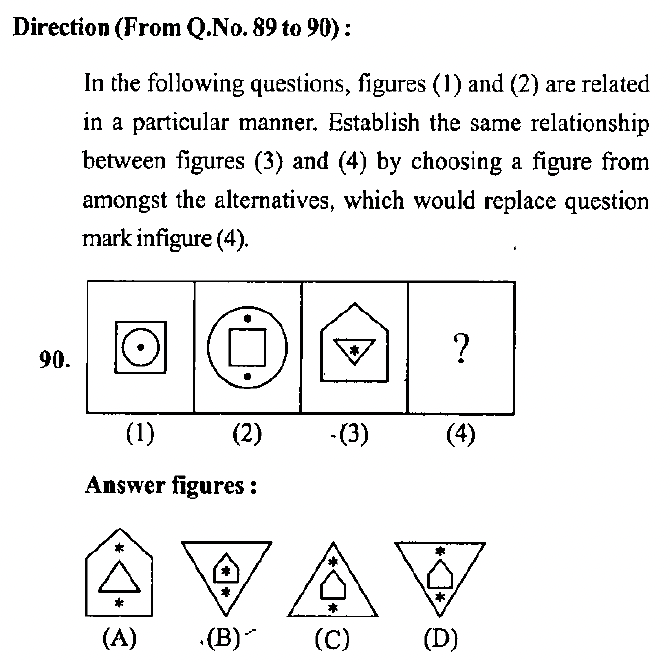 Direction (From Q.No. 89 to 90) :
In the following questions, figures (1) and (2) are related
in a particular manner. Establish the same relationship
between figures (3) and (4) by choosing a figure from
amongst the alternatives, which would replace question
mark infigure (4).
90.
?
(1) (2) (3) (4)
Answer figures :
(A) (B) (C) (D)